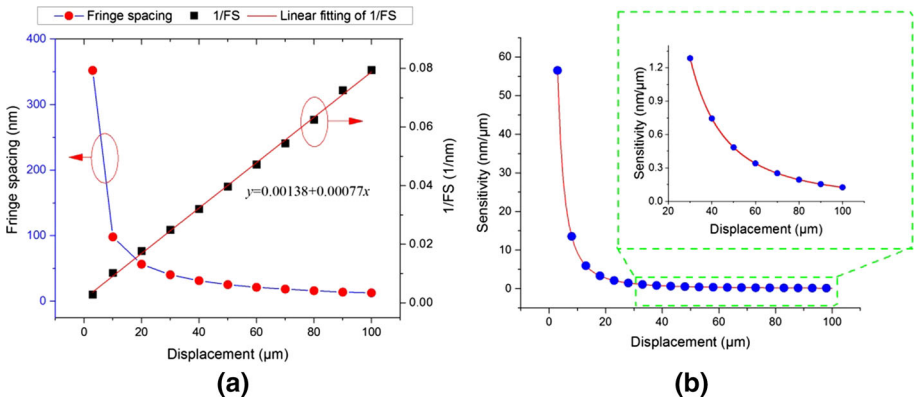 Fringe spacing 1/FS Linear fitting of 1/FS
400
300
200
100
0
Fringe spacing (nm)
0.08
0.06
0.04
0.02
0.00
1/FS (1/nm)
y=0.00138+0.00077x
0 20 40 60 80 100
Displacement (μm)
(a)
60
50
40
30
20
10
0
Sensitivity (nm/μm)
0 20 40 60 80 100
Displacement (μm)
1.2
0.9
0.6
0.3
0.0
Sensitivity (nm/μm)
20 40 60 80 100
Displacement (μm)
(b)